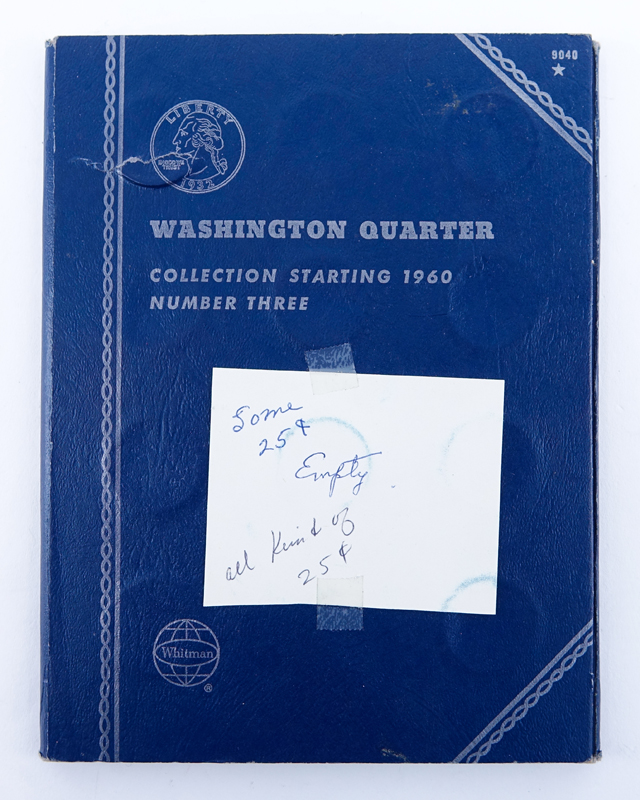 9040
LIBERTY
IN GOD WE TRUST
1932
WASHINGTON QUARTER
COLLECTION STARTING 1960
NUMBER THREE
Some
25¢
Empty
all Kind of
25¢
Whitman
®